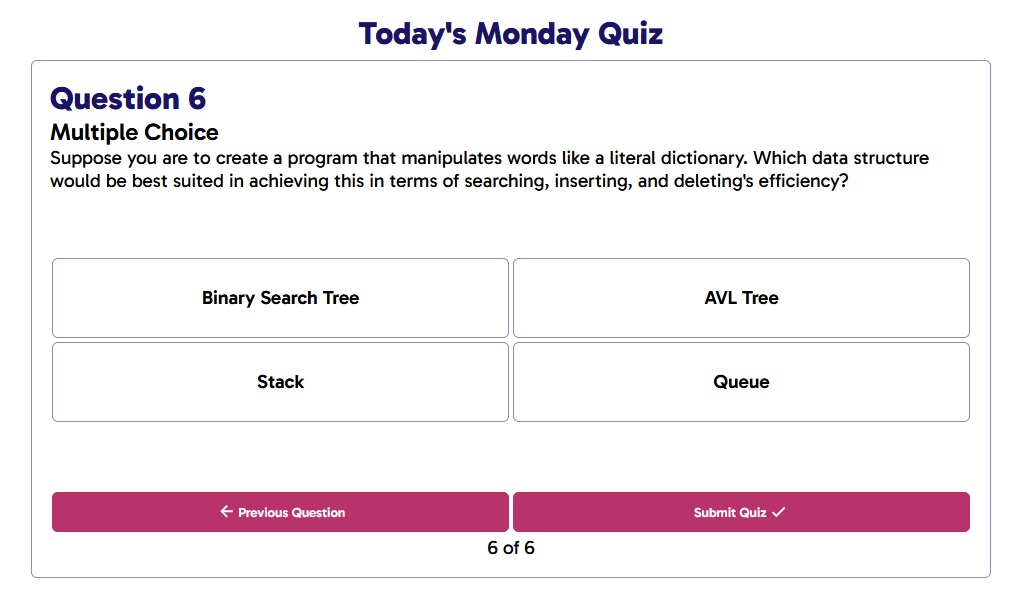 Today's Monday Quiz
Question 6
Multiple Choice
Suppose you are to create a program that manipulates words like a literal dictionary. Which data structure
would be best suited in achieving this in terms of searching, inserting, and deleting's efficiency?
Binary Search Tree
AVL Tree
Stack
Queue
← Previous Question
Submit Quiz ✓
6 of 6